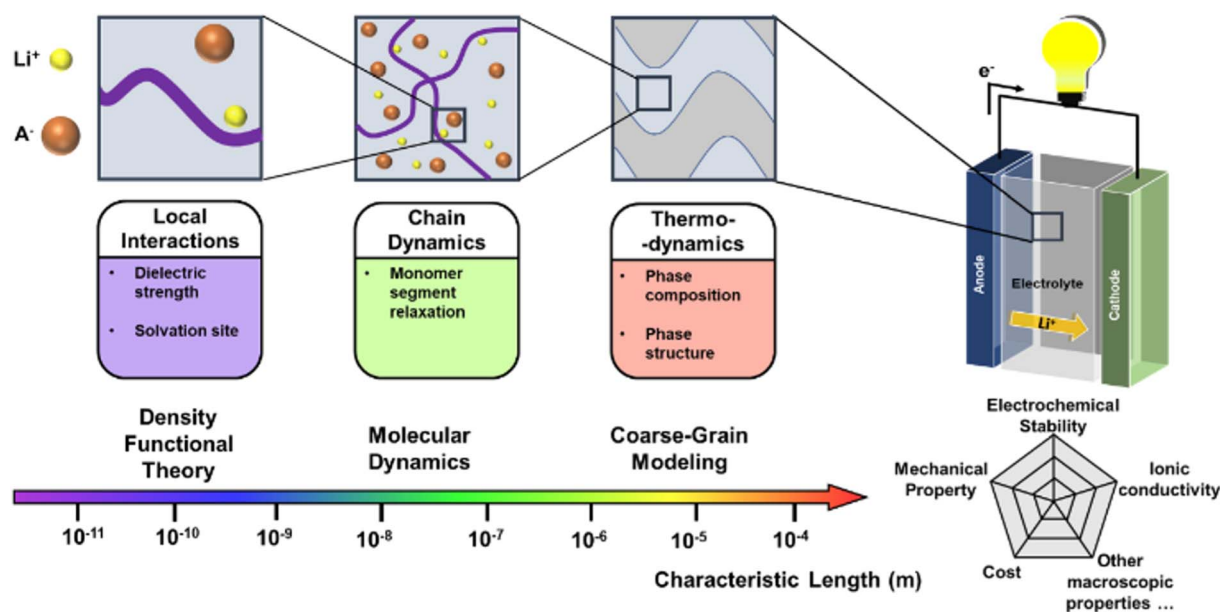 Li⁺
A⁻
e⁻
Local
Interactions
• Dielectric
strength
• Solvation site
Chain
Dynamics
• Monomer
segment
relaxation
Thermo-
-dynamics
• Phase
composition
• Phase
structure
Anode
Electrolyte
Li⁺
Cathode
Density
Functional
Theory
Molecular
Dynamics
Coarse-Grain
Modeling
10⁻¹¹
10⁻¹⁰
10⁻⁹
10⁻⁸
10⁻⁷
10⁻⁶
10⁻⁵
10⁻⁴
Characteristic Length (m)
Electrochemical
Stability
Mechanical
Property
Ionic
conductivity
Cost
Other
macroscopic
properties ...